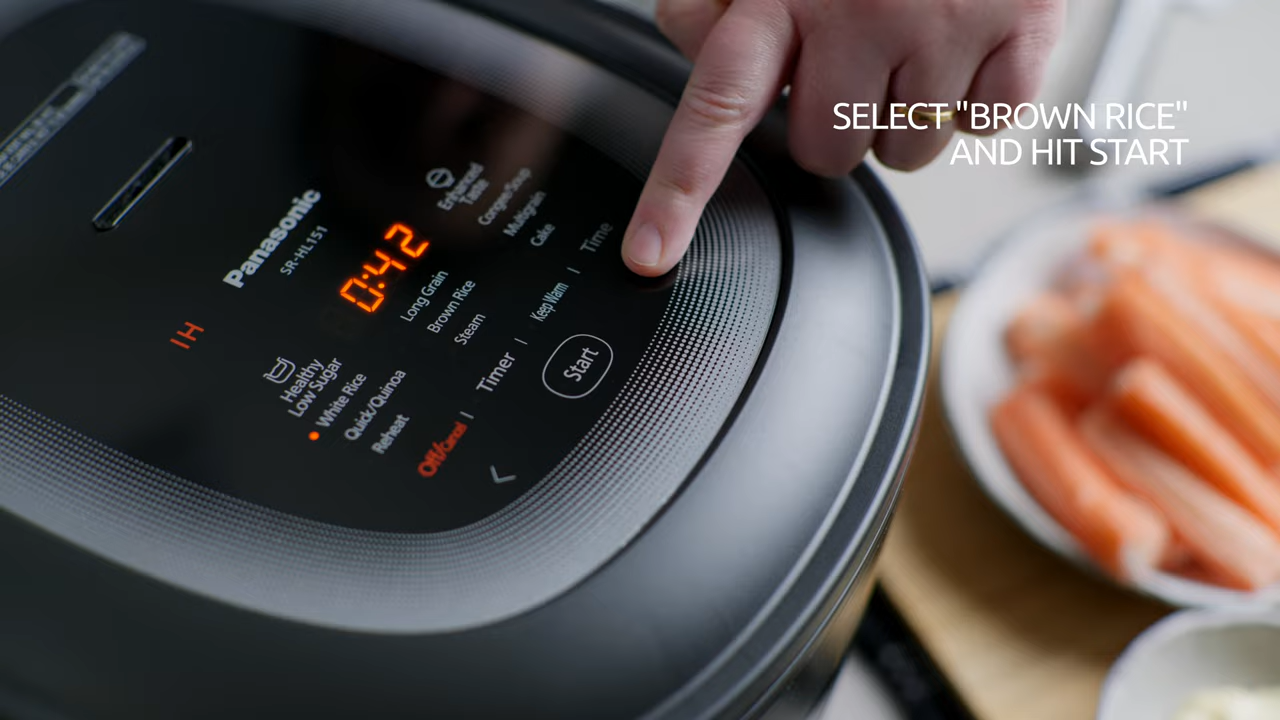 SELECT "BROWN RICE"
AND HIT START
Panasonic
SR-HL151
IH
0:42
Enhanced
Taste
Congee/Soup
Multigrain
Cake
Long Grain
Brown Rice
Steam
Healthy
Low Sugar
White Rice
Quick/Quinoa
Reheat
Off/Cancel | Timer | Keep Warm | Time
Start
<